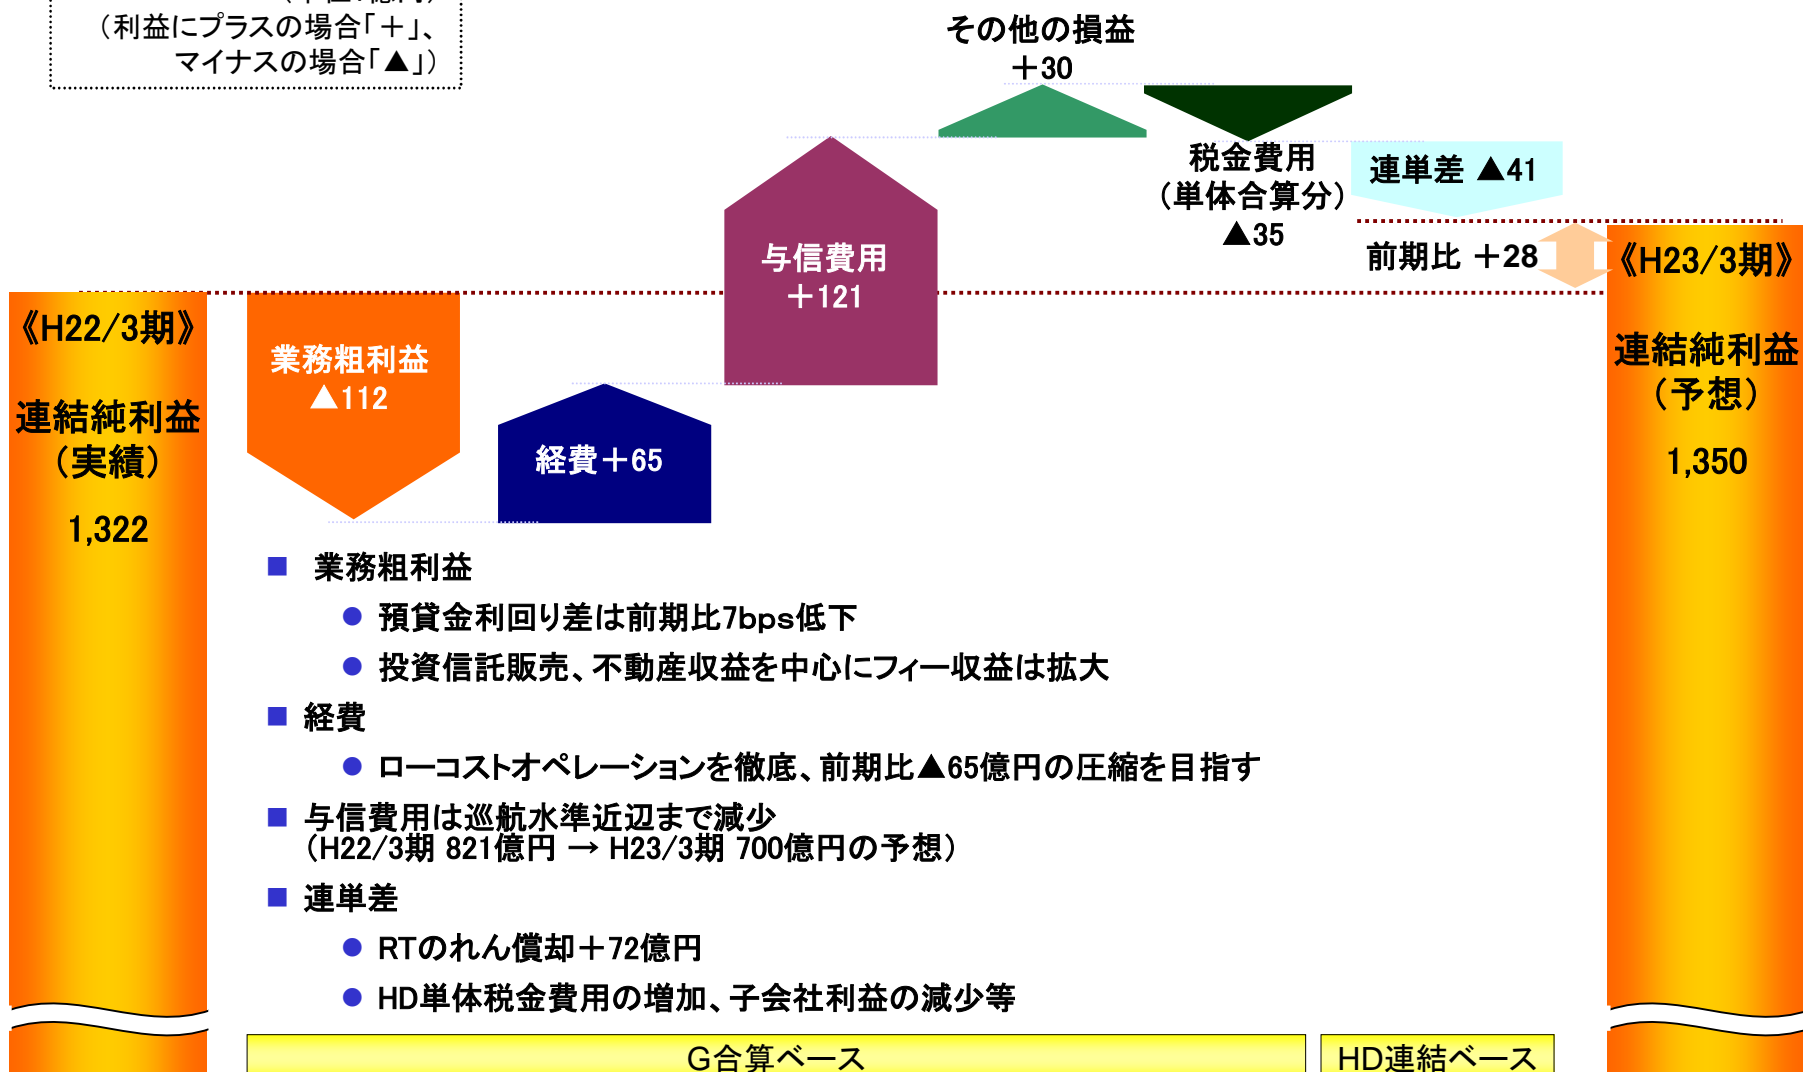 (利益にプラスの場合「+」、
マイナスの場合「▲」)
その他の損益
+30
税金費用
(単体合算分)
▲35
連単差 ▲41
前期比 +28
与信費用
+121
業務粗利益
▲112
経費+65
《H22/3期》
連結純利益
(実績)
1,322
《H23/3期》
連結純利益
(予想)
1,350
■ 業務粗利益
● 預貸金利回り差は前期比7bps低下
● 投資信託販売、不動産収益を中心にフィー収益は拡大
■ 経費
● ローコストオペレーションを徹底、前期比▲65億円の圧縮を目指す
■ 与信費用は巡航水準近辺まで減少
(H22/3期 821億円 → H23/3期 700億円の予想)
■ 連単差
● RTのれん償却+72億円
● HD単体税金費用の増加、子会社利益の減少等
G合算ベース
HD連結ベース